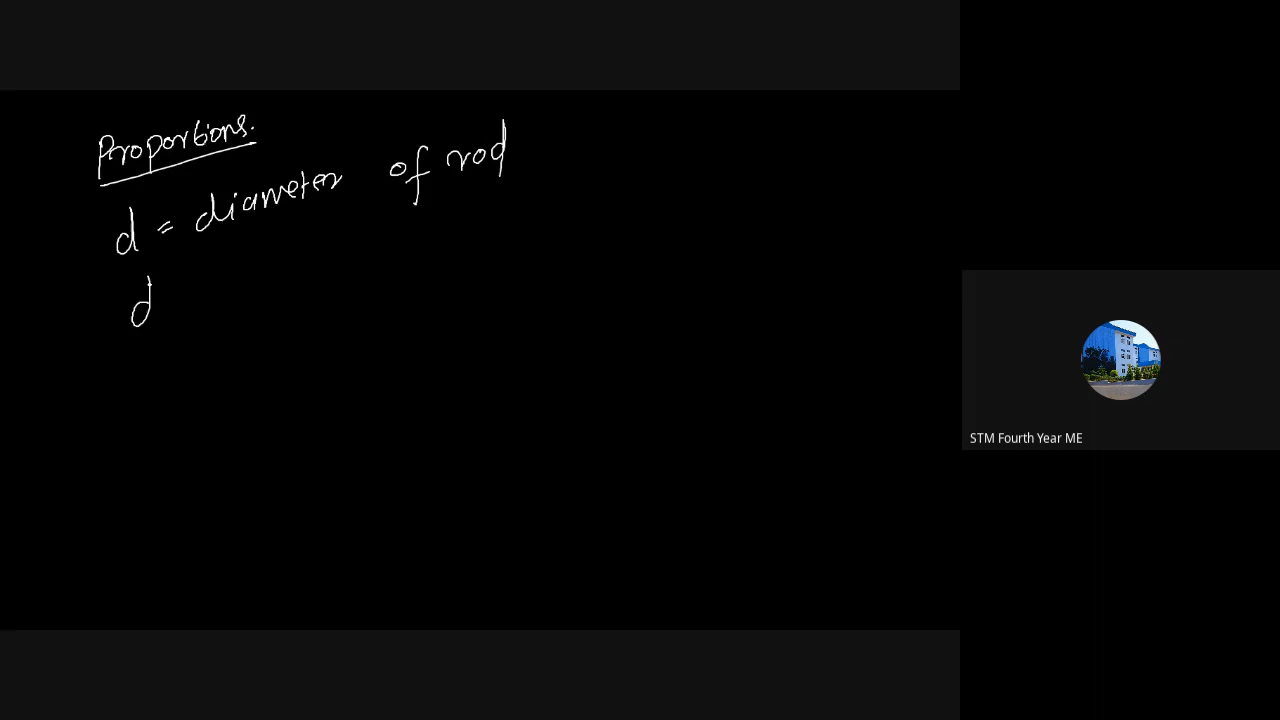 Proportions.
d = diameter of rod
d
STM Fourth Year ME